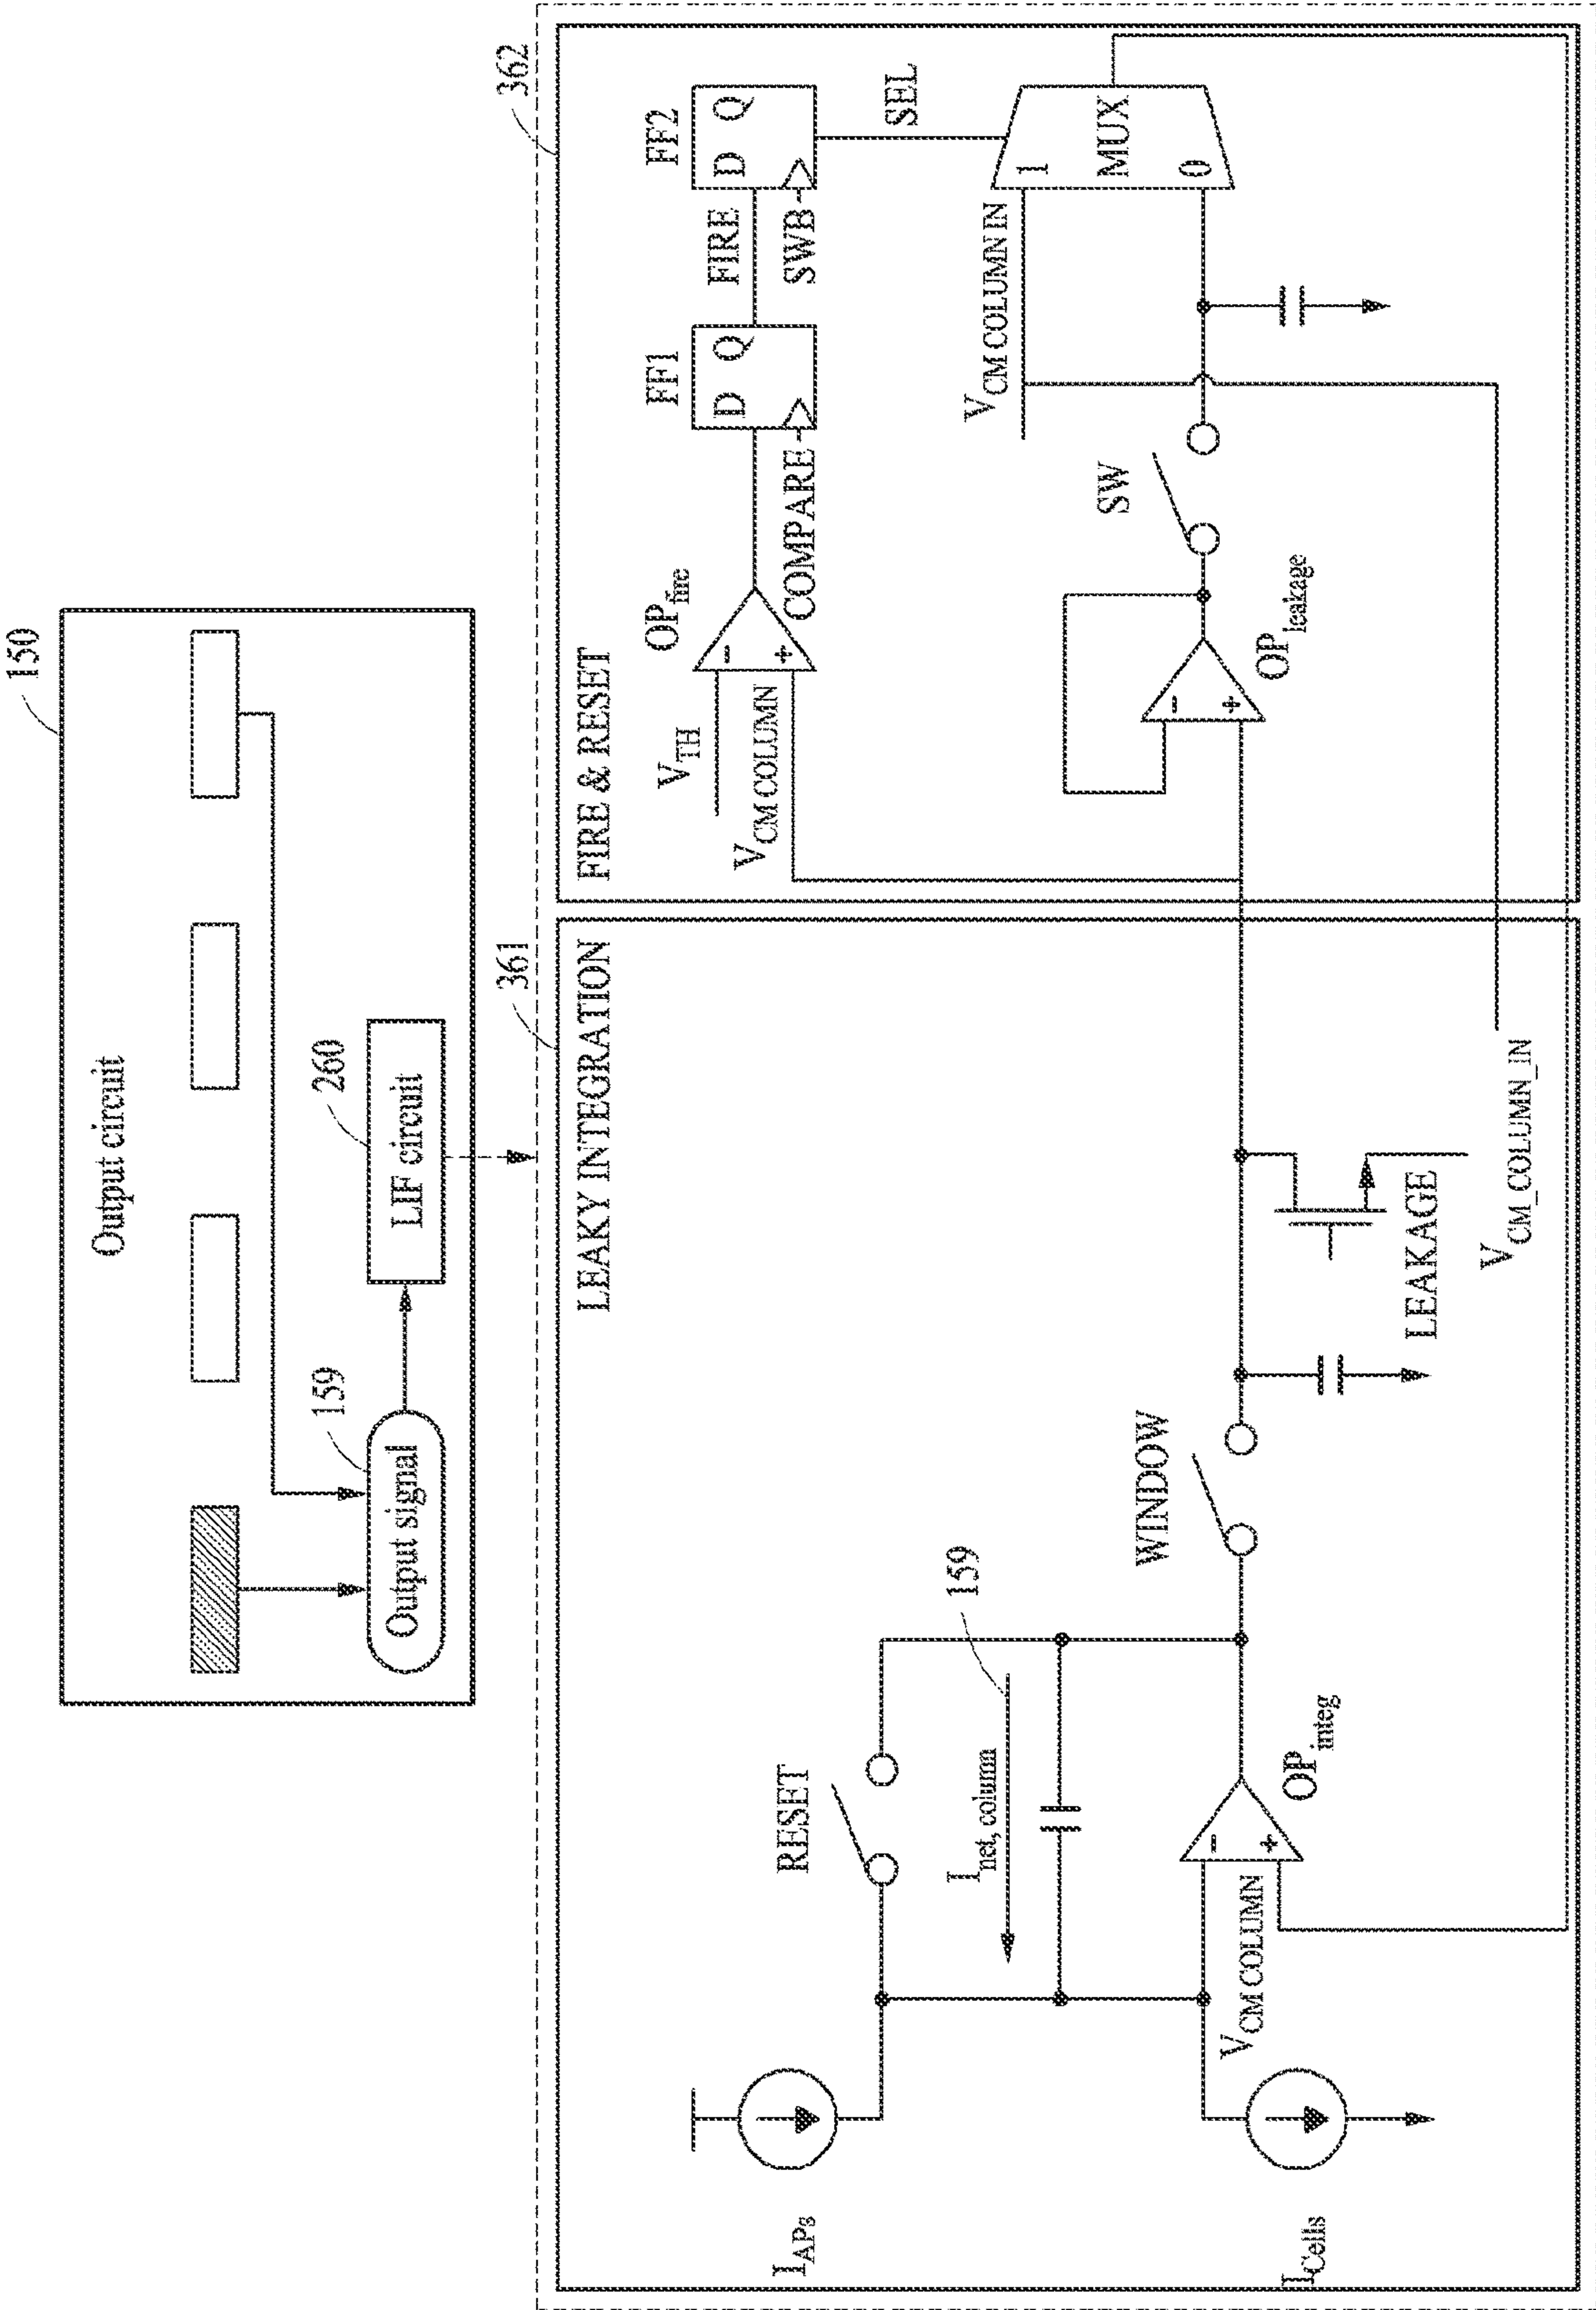 150
Output circuit
159
260
Output signal
LIF circuit
361
362
LEAKY INTEGRATION
FIRE & RESET
I_APs
RESET
I_net, column
159
WINDOW
V_CM COLUMN
-
+
OP_integ
I_Cells
LEAKAGE
V_CM_COLUMN_IN
V_TH
V_CM COLUMN
-
+
OP_fire
COMPARE
FF1
D Q
FIRE
SWB
FF2
D Q
SEL
V_CM COLUMN IN
1
MUX
0
-
+
OP_leakage
SW